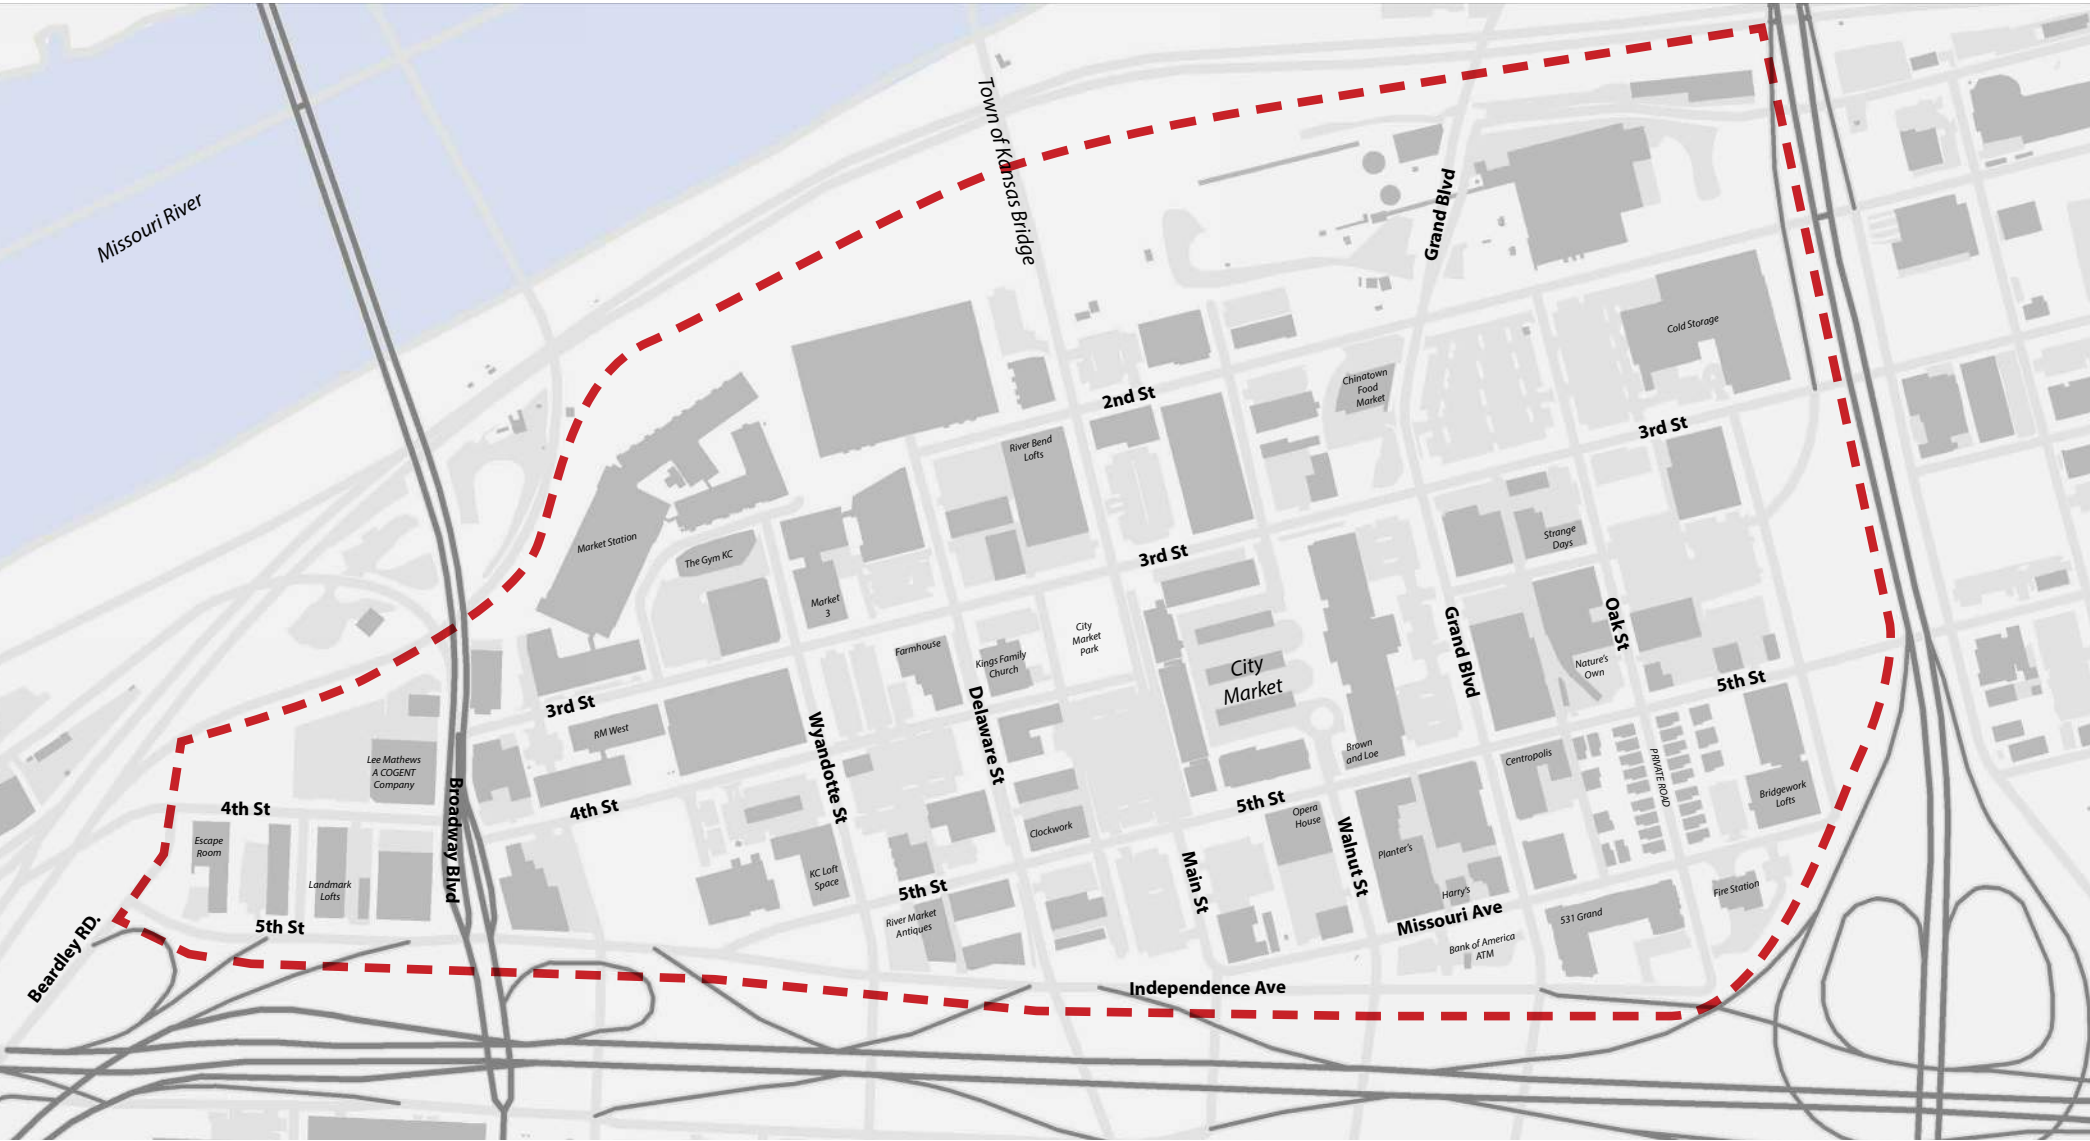 Town of Kansas Bridge
Missouri River
Grand Blvd
Cold Storage
Chinatown
Food
Market
2nd St
3rd St
River Bend
Lofts
Market Station
Strange
Days
The Gym KC
3rd St
Market
3
City
Market
Park
Oak St
Grand Blvd
Farmhouse
Kings Family
Church
City
Market
Nature's
Own
5th St
3rd St
Delaware St
RM West
Wyandotte St
Brown
and Loe
Centropolis
PRIVATE ROAD
Lee Mathews
A COGENT
Company
Broadway Blvd
4th St
4th St
5th St
Opera
House
Bridgework
Lofts
Clockwork
Walnut St
Planter's
Escape
Room
Main St
KC Loft
Space
Landmark
Lofts
5th St
Harry's
Fire Station
River Market
Antiques
Missouri Ave
531 Grand
5th St
Bank of America
ATM
Beardley RD.
Independence Ave